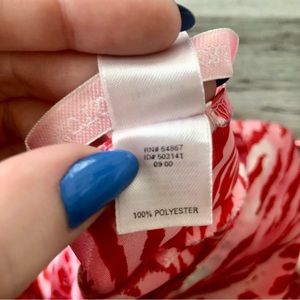 RN# 54867
ID# 503141
09 00
100% POLYESTER